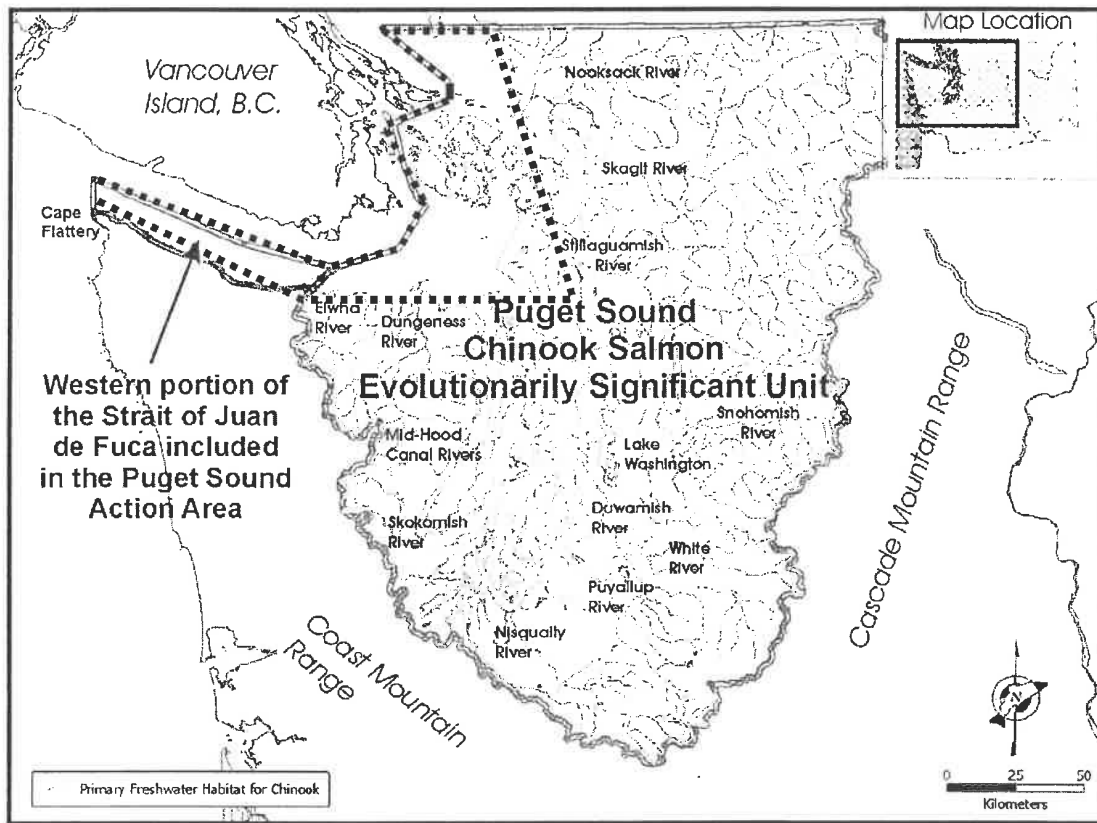 Map Location
Vancouver
Island, B.C.
Nooksack River
Skagit River
Cape
Flattery
Stillaguamish
River
Elwha
River
Dungeness
River
Puget Sound
Chinook Salmon
Evolutionarily Significant Unit
Western portion of
the Strait of Juan
de Fuca included
in the Puget Sound
Action Area
Snohomish
River
Mid-Hood
Canal Rivers
Lake
Washington
Cascade Mountain Range
Skokomish
River
Duwamish
River
White
River
Puyallup
River
Nisqually
River
Coast Mountain
Range
N
Primary Freshwater Habitat for Chinook
0 25 50
Kilometers